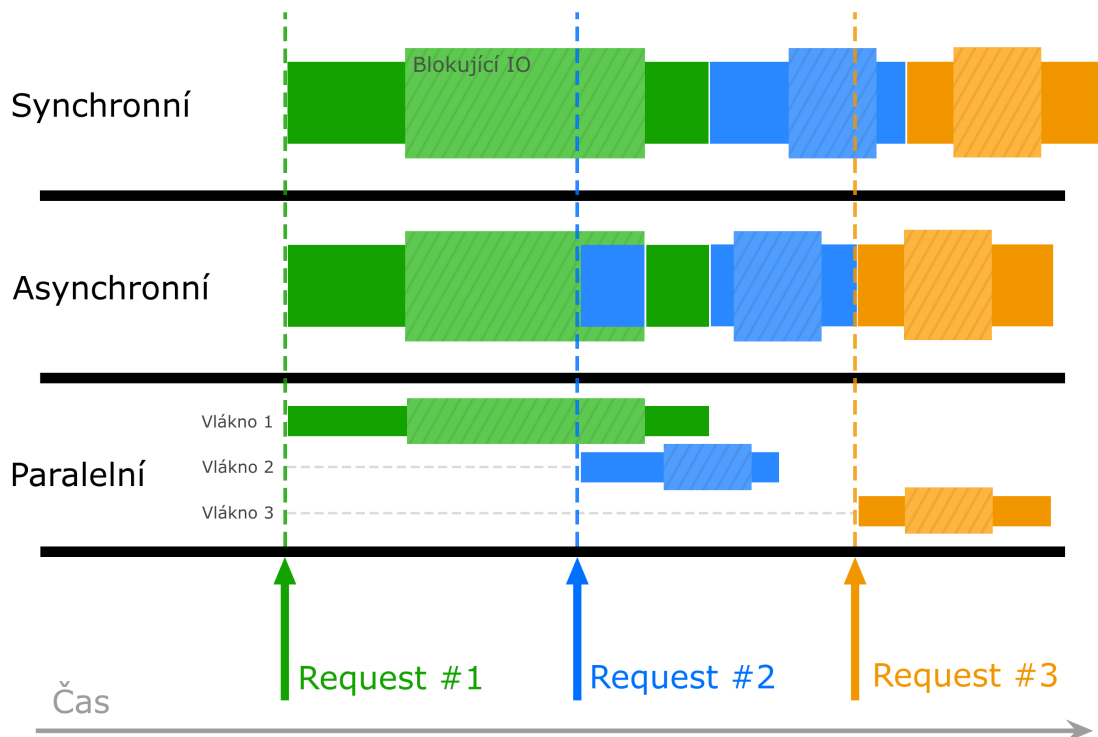 Blokující IO
Synchronní
Asynchronní
Vlákno 1
Vlákno 2
Paralelní
Vlákno 3
Request #1
Request #2
Request #3
Čas